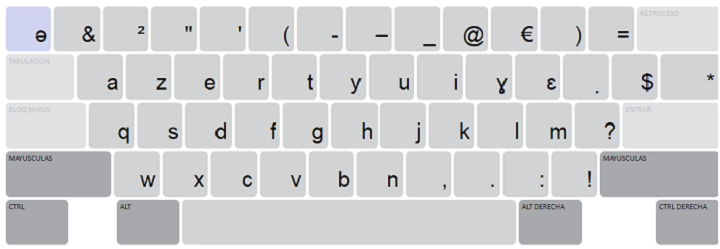 ə & ² " ' ( - – _ @ € ) = RETROCESO
TABULACION a z e r t y u i ɣ ɛ . $ *
BLOQ MAYUS q s d f g h j k l m ? ENTRAR
MAYUSCULAS w x c v b n , . : ! MAYUSCULAS
CTRL ALT ALT DERECHA CTRL DERECHA